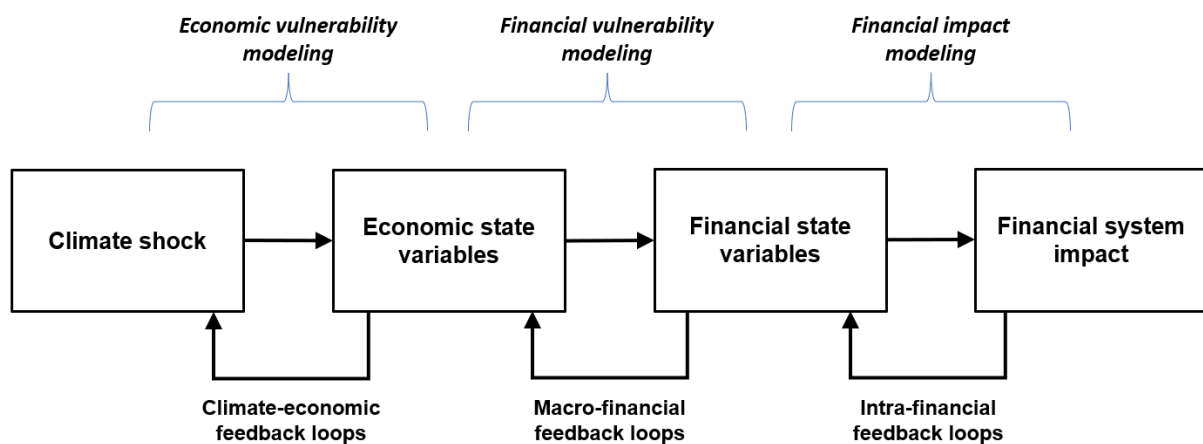 Economic vulnerability
modeling
Financial vulnerability
modeling
Financial impact
modeling
Climate shock
Economic state
variables
Financial state
variables
Financial system
impact
Climate-economic
feedback loops
Macro-financial
feedback loops
Intra-financial
feedback loops